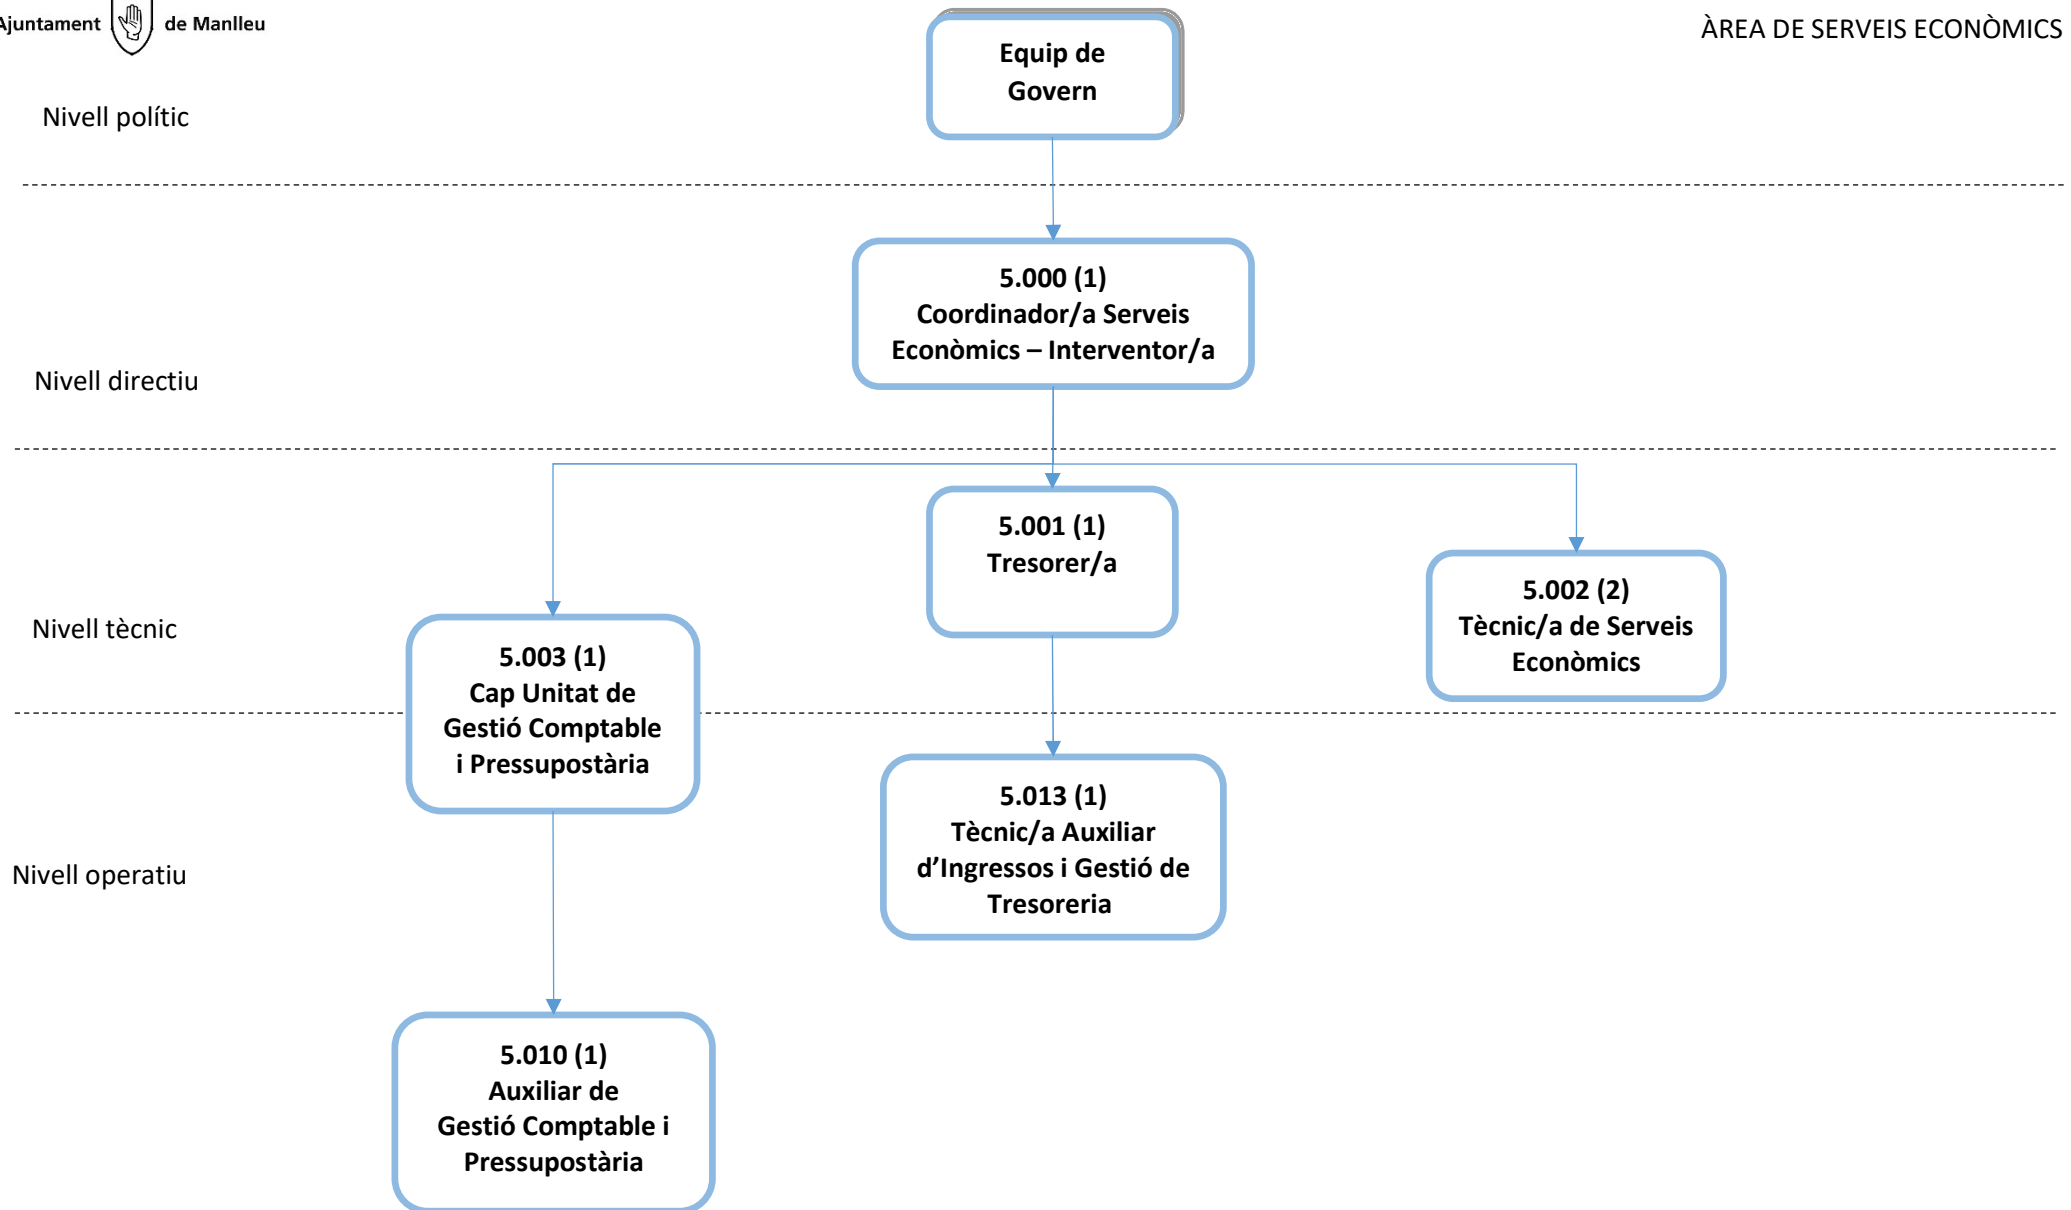 Ajuntament de Manlleu
ÀREA DE SERVEIS ECONÒMICS
Equip de
Govern
Nivell polític
5.000 (1)
Coordinador/a Serveis
Econòmics – Interventor/a
Nivell directiu
5.001 (1)
Tresorer/a
5.002 (2)
Tècnic/a de Serveis
Econòmics
Nivell tècnic
5.003 (1)
Cap Unitat de
Gestió Comptable
i Pressupostària
5.013 (1)
Tècnic/a Auxiliar
d’Ingressos i Gestió de
Tresoreria
Nivell operatiu
5.010 (1)
Auxiliar de
Gestió Comptable i
Pressupostària